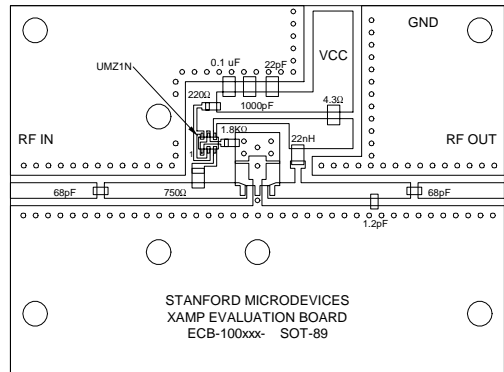 GND
VCC
0.1 uF
22pF
UMZ1N
220Ω
1000pF
4.3Ω
1.8KΩ
RF IN
22nH
RF OUT
1
68pF
750Ω
68pF
1.2pF
STANFORD MICRODEVICES
XAMP EVALUATION BOARD
ECB-100xxx- SOT-89